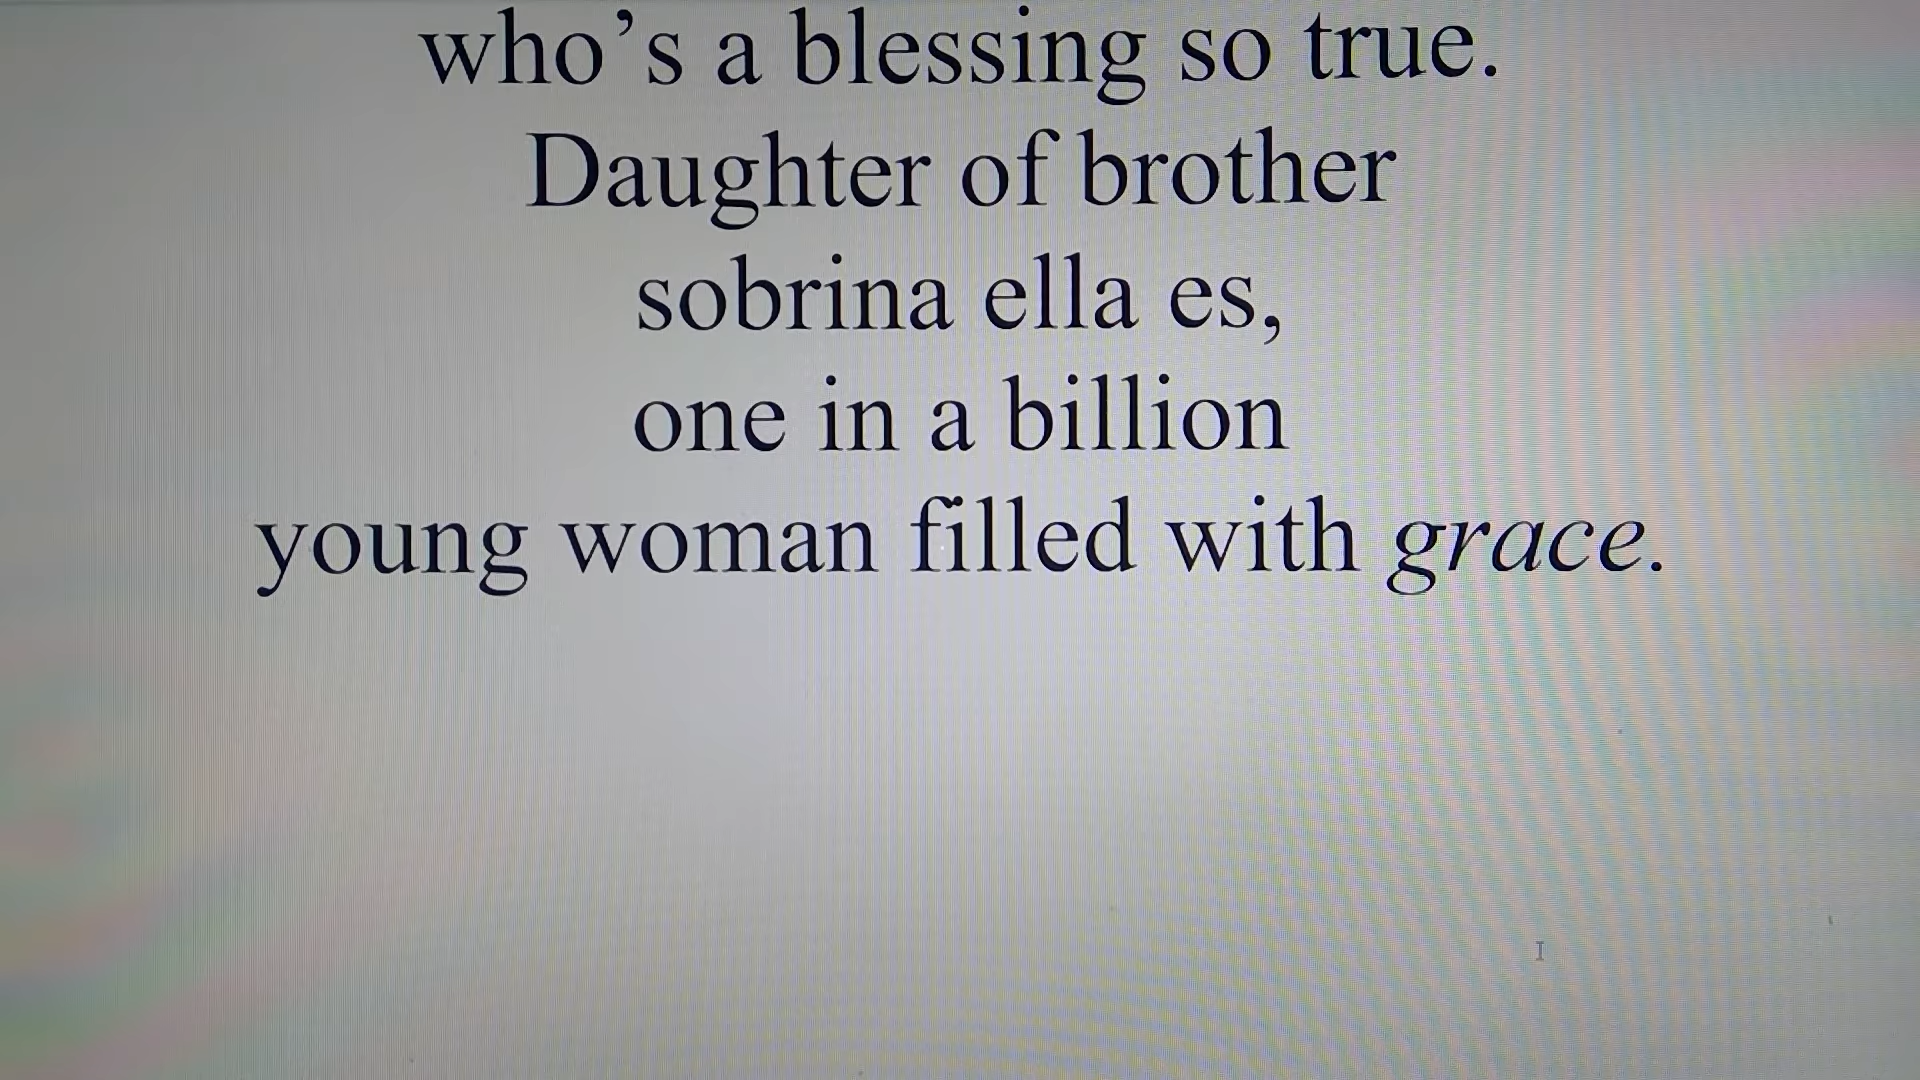 who’s a blessing so true.
Daughter of brother
sobrina ella es,
one in a billion
young woman filled with grace.